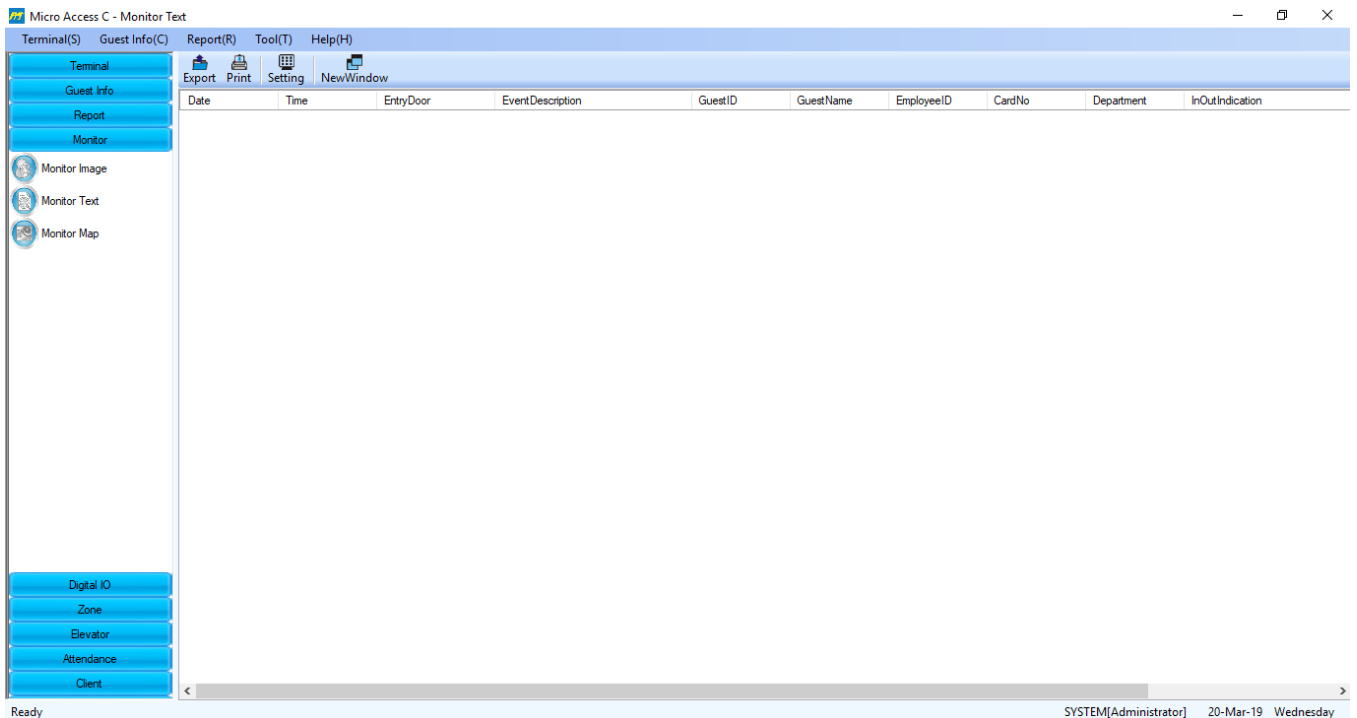 Micro Access C - Monitor Text
Terminal(S) Guest Info(C) Report(R) Tool(T) Help(H)
Terminal
Guest Info
Report
Monitor
Monitor Image
Monitor Text
Monitor Map
Digital IO
Zone
Elevator
Attendance
Client
Export Print Setting NewWindow
Date Time EntryDoor EventDescription GuestID GuestName EmployeeID CardNo Department InOutIndication
Ready SYSTEM[Administrator] 20-Mar-19 Wednesday